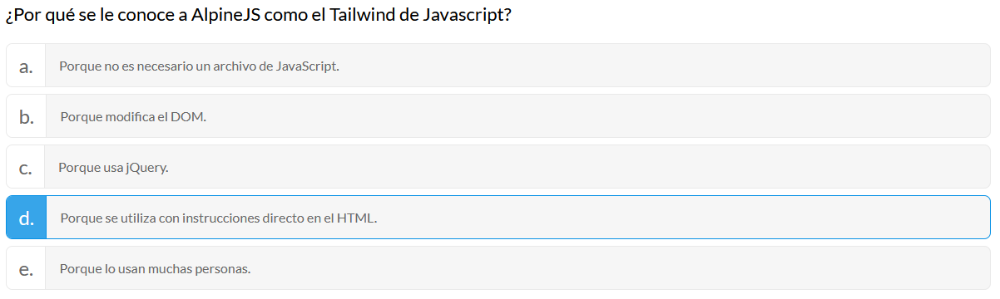 ¿Por qué se le conoce a AlpineJS como el Tailwind de Javascript?
a. Porque no es necesario un archivo de JavaScript.
b. Porque modifica el DOM.
c. Porque usa jQuery.
d. Porque se utiliza con instrucciones directo en el HTML.
e. Porque lo usan muchas personas.